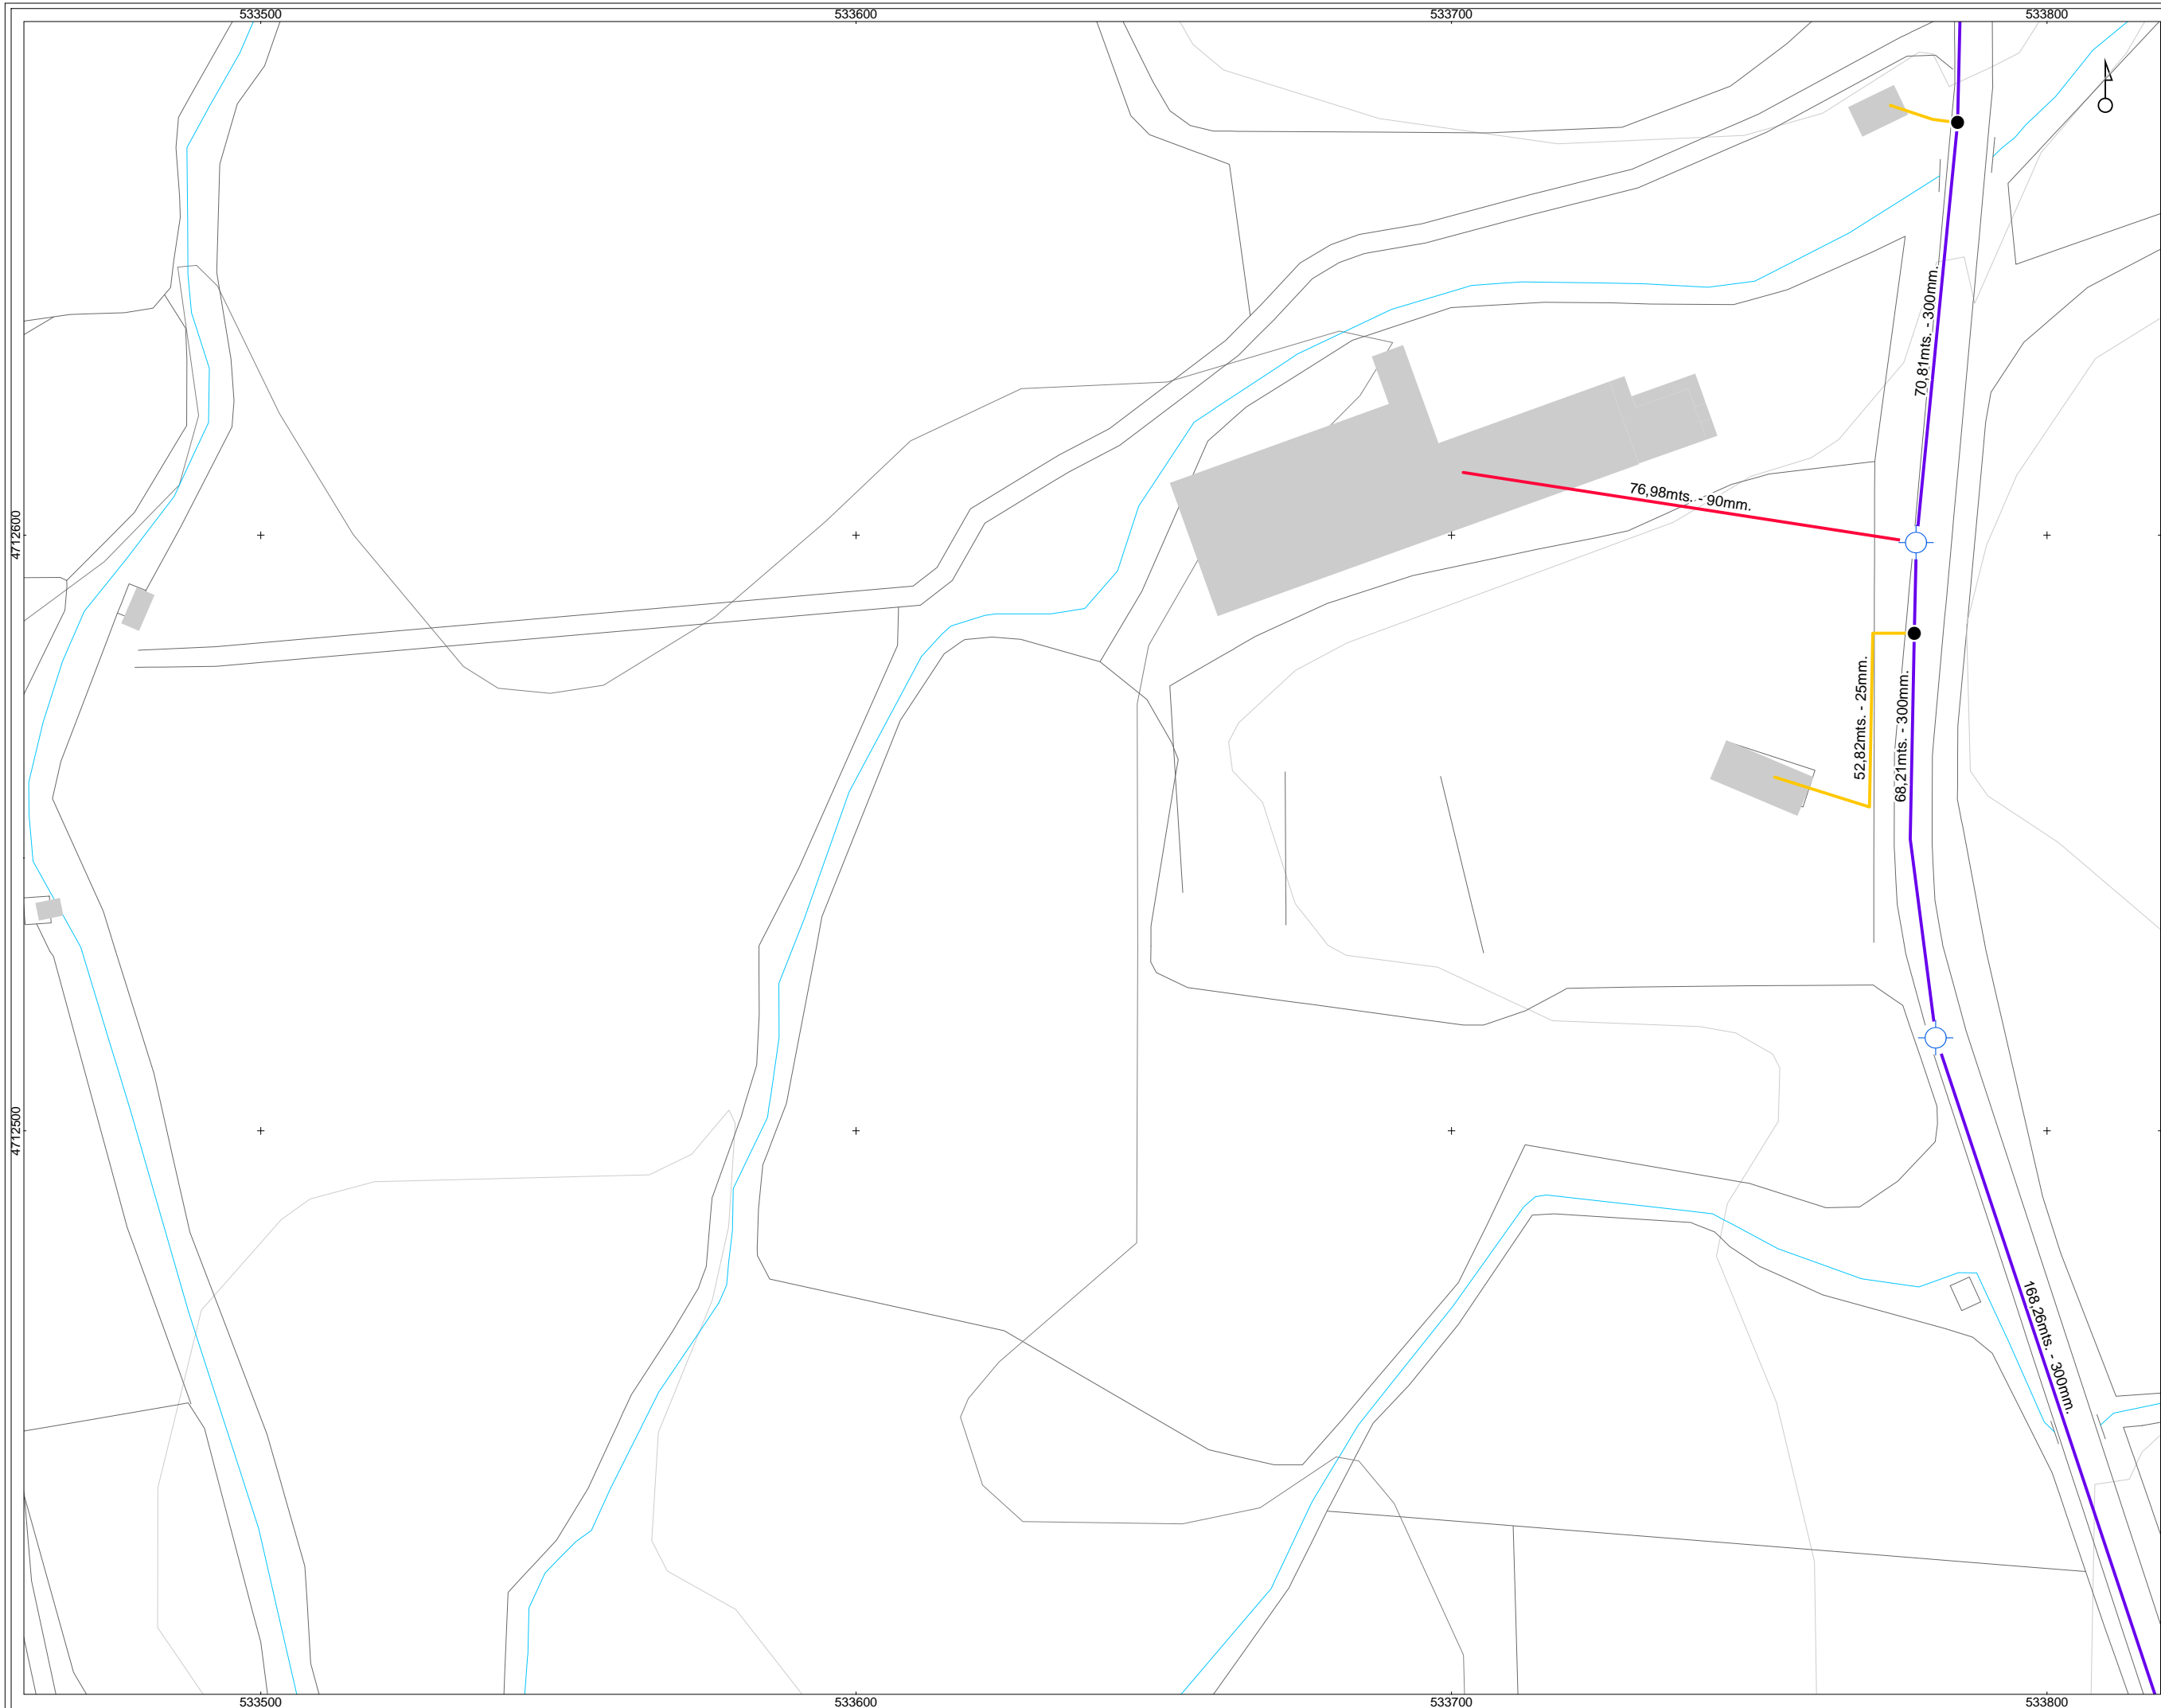 533500
533600
533700
533800
70,81mts. - 300mm.
76,98mts. - 90mm.
4712600
52,82mts. - 25mm.
68,21mts. - 300mm.
4712500
168,26mts. - 300mm.
533500
533600
533700
533800